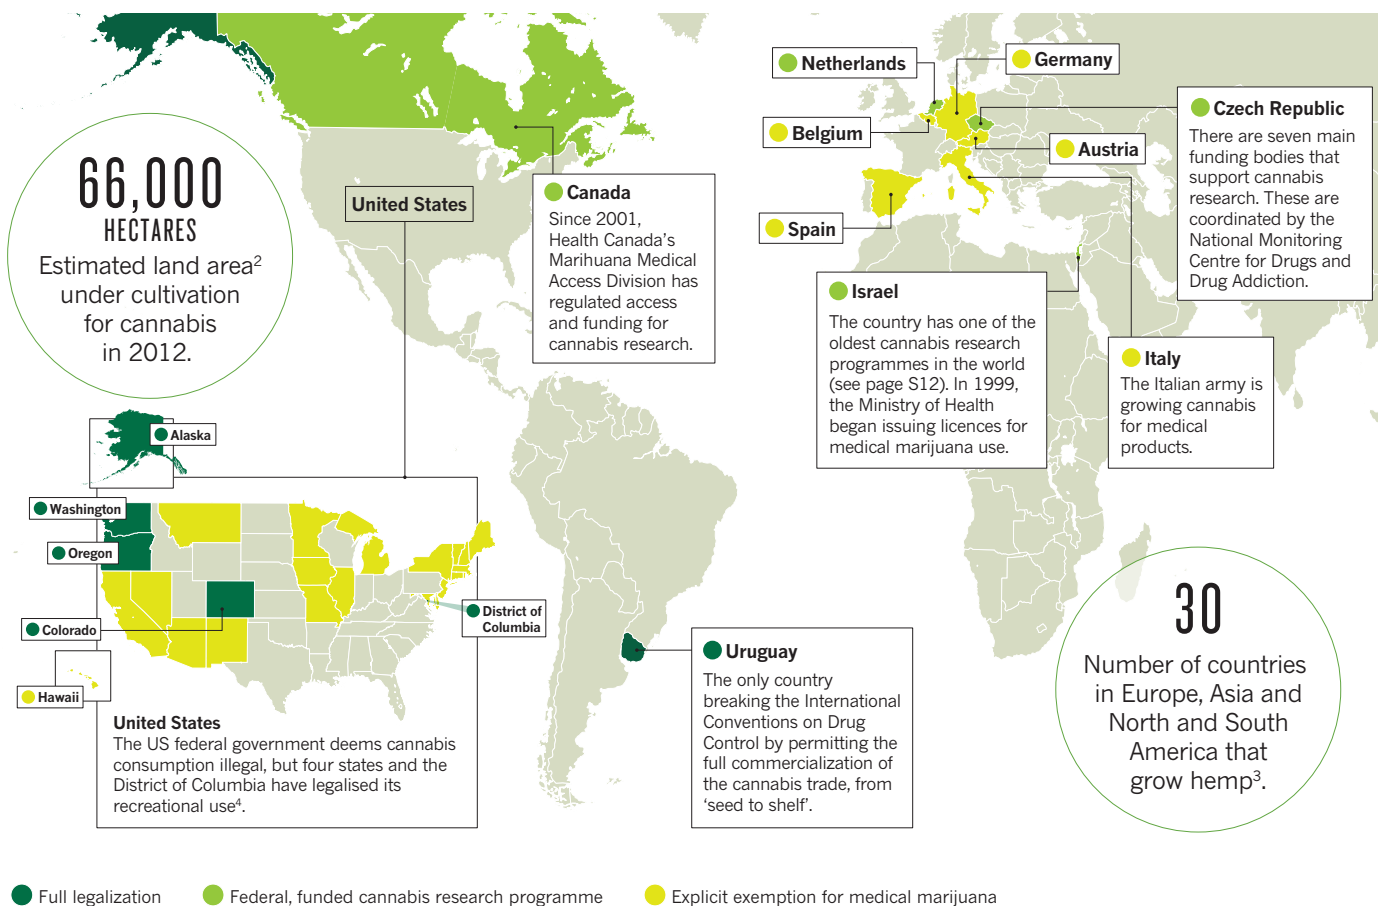 66,000
HECTARES
Estimated land area2
under cultivation
for cannabis
in 2012.
United States
Canada
Since 2001,
Health Canada’s
Marihuana Medical
Access Division has
regulated access
and funding for
cannabis research.
Netherlands
Germany
Belgium
Austria
Spain
Czech Republic
There are seven main
funding bodies that
support cannabis
research. These are
coordinated by the
National Monitoring
Centre for Drugs and
Drug Addiction.
Israel
The country has one of the
oldest cannabis research
programmes in the world
(see page S12). In 1999,
the Ministry of Health
began issuing licences for
medical marijuana use.
Italy
The Italian army is
growing cannabis
for medical
products.
Alaska
Washington
Oregon
Colorado
Hawaii
District of
Columbia
United States
The US federal government deems cannabis
consumption illegal, but four states and the
District of Columbia have legalised its
recreational use4.
Uruguay
The only country
breaking the International
Conventions on Drug
Control by permitting the
full commercialization
of the cannabis trade, from
‘seed to shelf’.
30
Number of countries
in Europe, Asia and
North and South
America that
grow hemp3.
Full legalization
Federal, funded cannabis research programme
Explicit exemption for medical marijuana